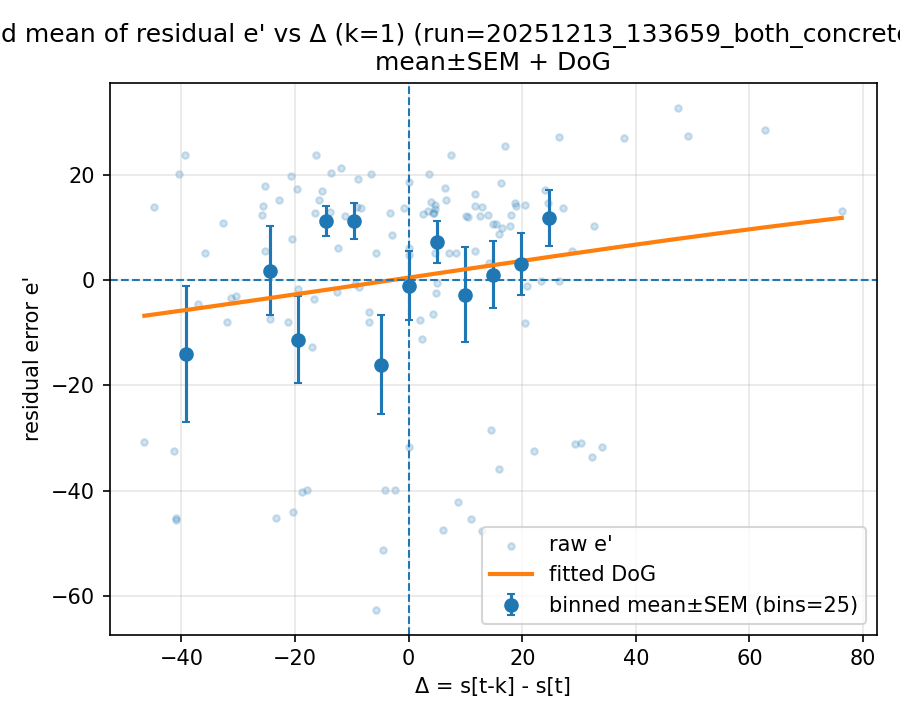 d mean of residual e' vs Δ (k=1) (run=20251213_133659_both_concrete
mean±SEM + DoG
residual error e'
20
0
−20
−40
−60
raw e'
fitted DoG
binned mean±SEM (bins=25)
−40
−20
0
20
40
60
80
Δ = s[t-k] - s[t]